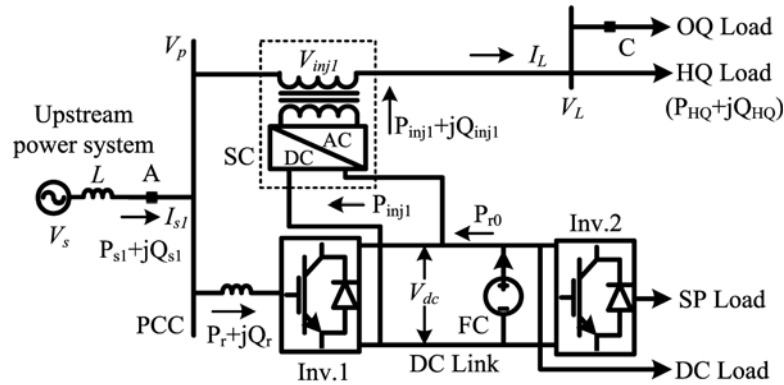 V_p
V_inj1
I_L
OQ Load
C
HQ Load
V_L
(P_HQ+jQ_HQ)
Upstream
power system
P_inj1+jQ_inj1
SC
AC
DC
L
A
V_s
I_s1
P_s1+jQ_s1
P_inj1
P_r0
Inv.2
V_dc
FC
SP Load
PCC
P_r+jQ_r
Inv.1
DC Link
DC Load